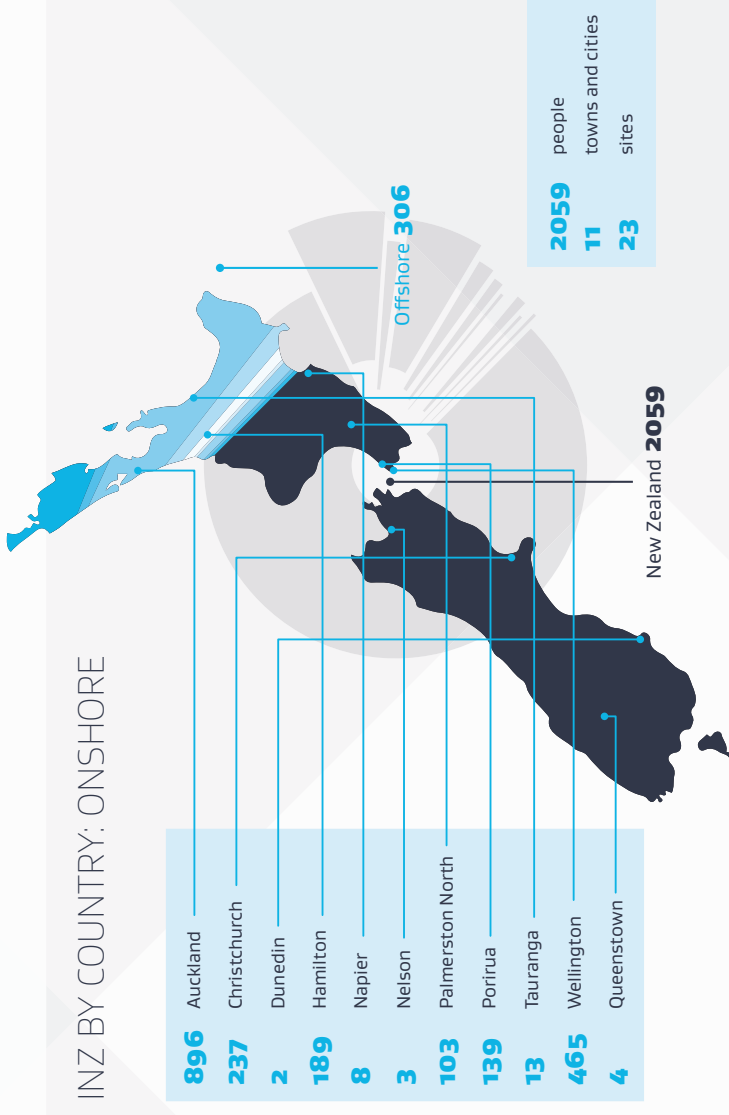 INZ BY COUNTRY: ONSHORE
896 Auckland
237 Christchurch
2 Dunedin
189 Hamilton
8 Napier
3 Nelson
103 Palmerston North
139 Porirua
13 Tauranga
465 Wellington
4 Queenstown
Offshore 306
New Zealand 2059
2059 people
11 towns and cities
23 sites